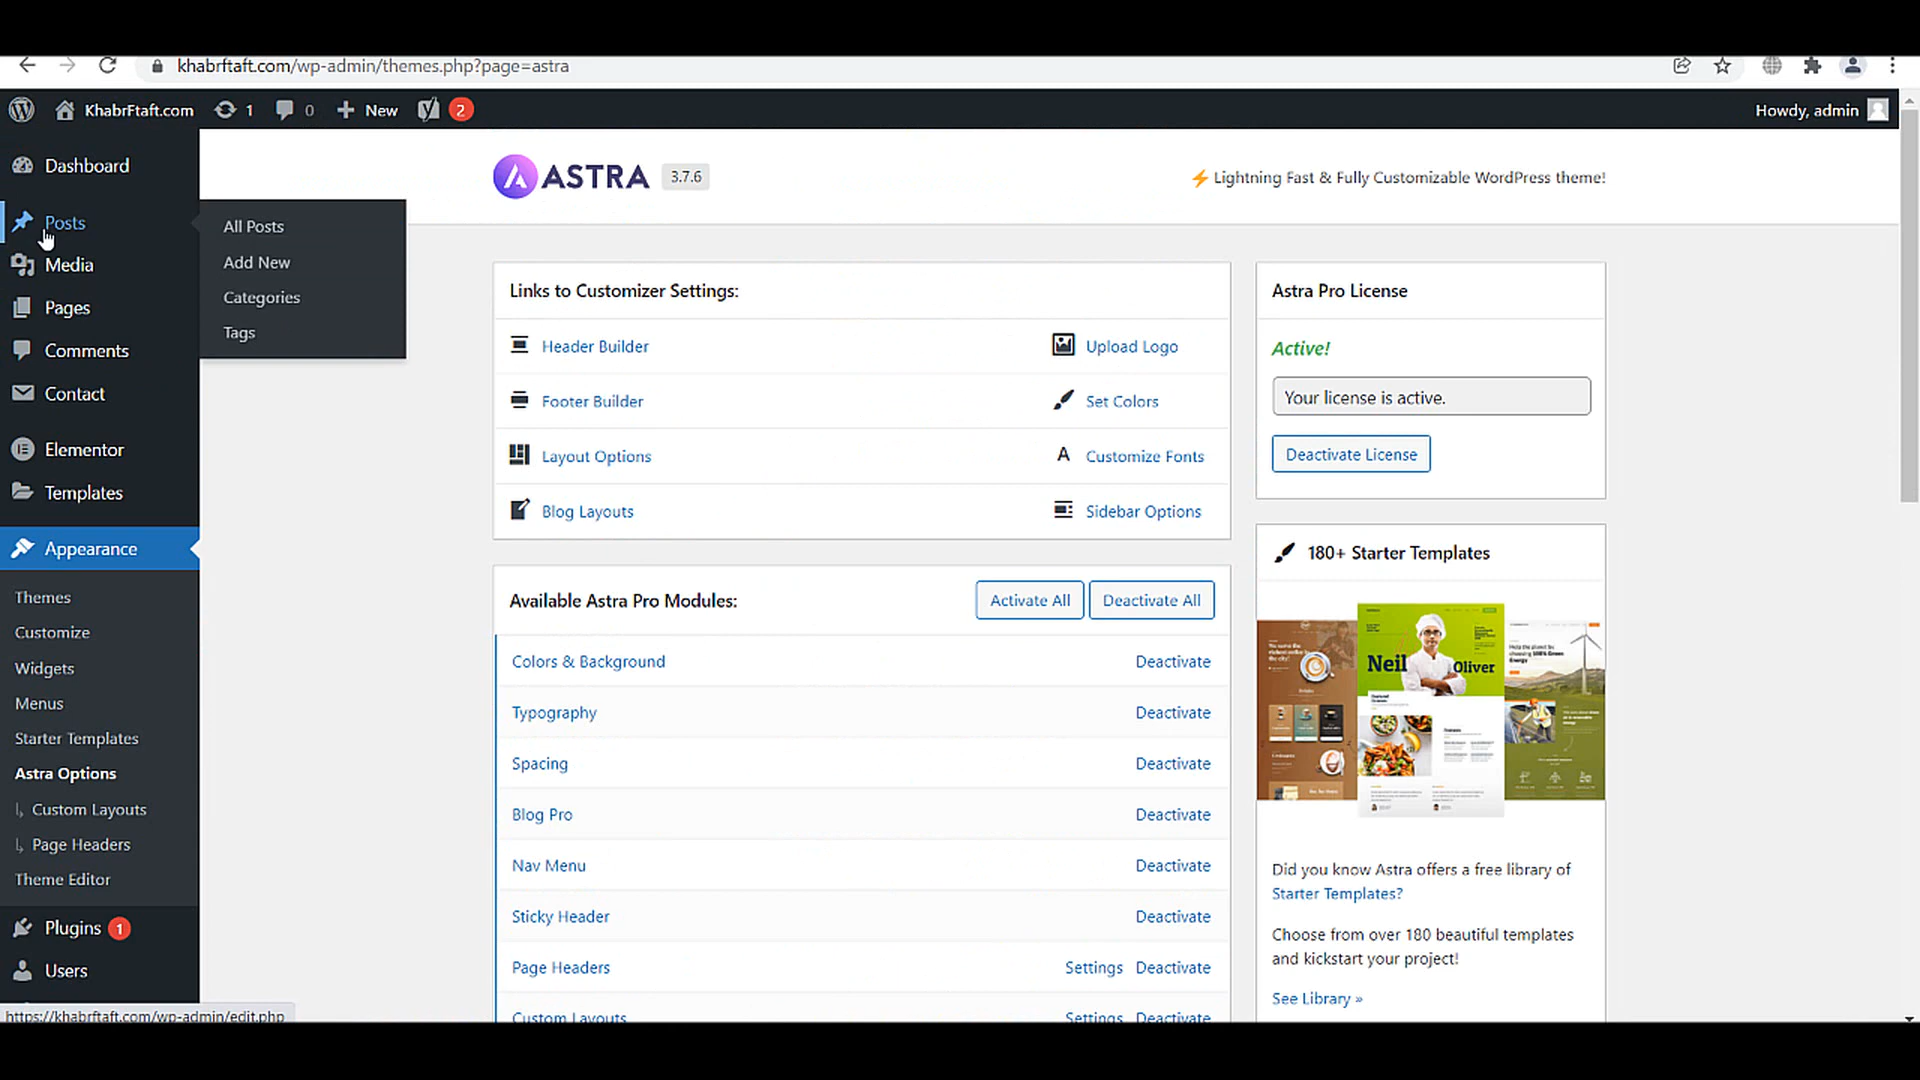 khabrftaft.com/wp-admin/themes.php?page=astra
KhabrFtaft.com 1 0 New 2 Howdy, admin
Dashboard
Posts
Media
Pages
Comments
Contact
Elementor
Templates
Appearance
Themes
Customize
Widgets
Menus
Starter Templates
Astra Options
Custom Layouts
Page Headers
Theme Editor
Plugins 1
Users
https://khabrftaft.com/wp-admin/edit.php
All Posts
Add New
Categories
Tags
ASTRA 3.7.6
Lightning Fast & Fully Customizable WordPress theme!
Links to Customizer Settings:
Header Builder Upload Logo
Footer Builder Set Colors
Layout Options A Customize Fonts
Blog Layouts Sidebar Options
Available Astra Pro Modules: Activate All Deactivate All
Colors & Background Deactivate
Typography Deactivate
Spacing Deactivate
Blog Pro Deactivate
Nav Menu Deactivate
Sticky Header Deactivate
Page Headers Settings Deactivate
Custom Layouts Settings Deactivate
Astra Pro License
Active!
Your license is active.
Deactivate License
180+ Starter Templates
Neil Oliver
Did you know Astra offers a free library of
Starter Templates?
Choose from over 180 beautiful templates
and kickstart your project!
See Library »